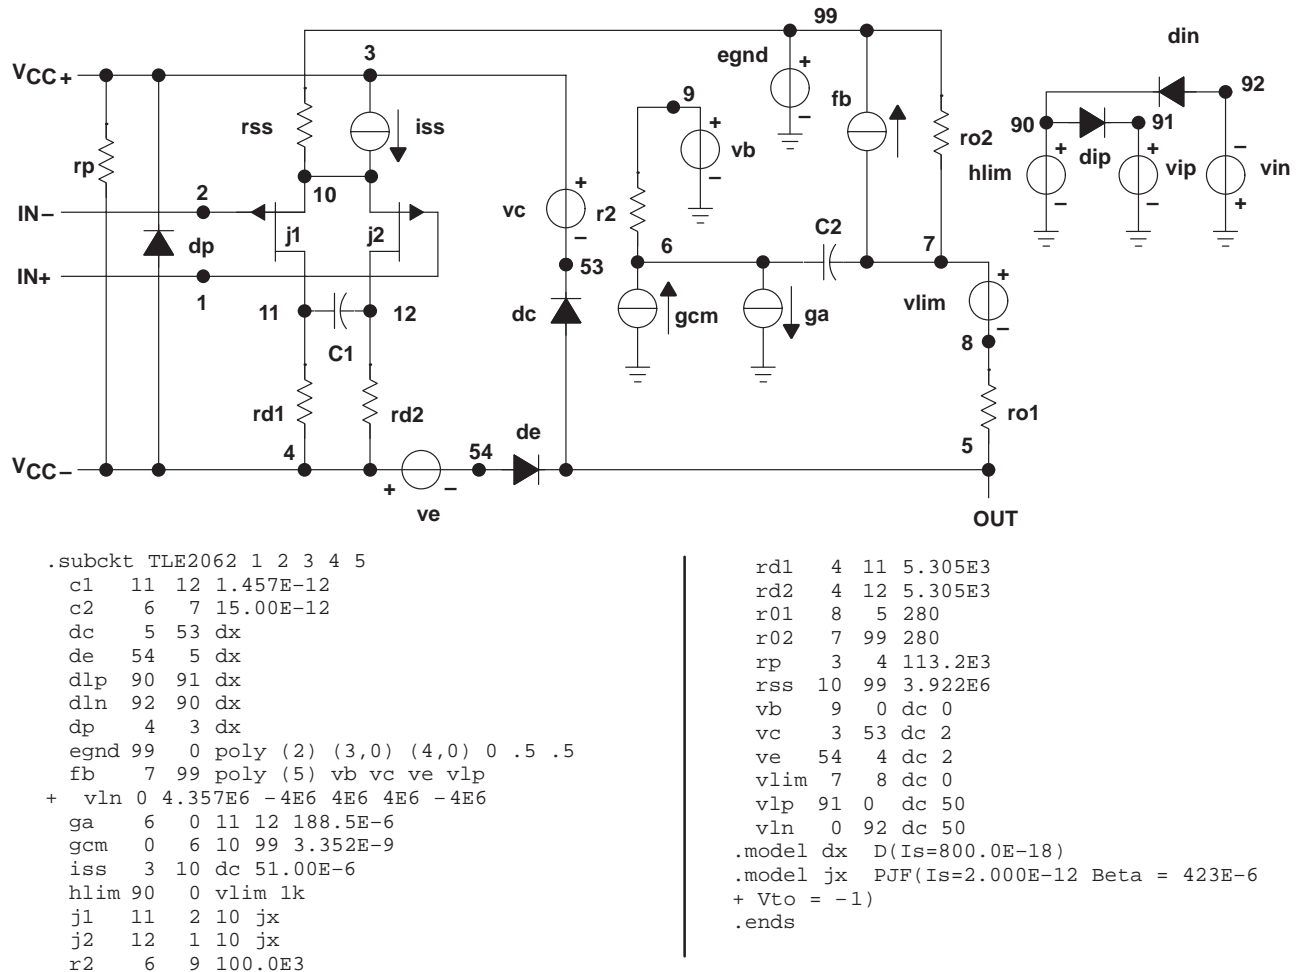 99
din
egnd
+
3
VCC+
+
92
9
fb
90
91
rss
iss
+
vb
ro2
dip
+
+
−
rp
10
−
hlim
vip
vin
2
vc
+
r2
−
−
+
IN−
C2
−
j1
j2
6
7
dp
53
IN+
1
+
vlim
11
12
dc
gcm
ga
−
8
C1
rd1
rd2
ro1
de
4
54
5
VCC−
+
−
ve
OUT
.subckt TLE2062 1 2 3 4 5
c1 11 12 1.457E−12
c2 6 7 15.00E−12
dc 5 53 dx
de 54 5 dx
dlp 90 91 dx
dln 92 90 dx
dp 4 3 dx
egnd 99 0 poly (2) (3,0) (4,0) 0 .5 .5
fb 7 99 poly (5) vb vc ve vlp
+ vln 0 4.357E6 −4E6 4E6 4E6 −4E6
ga 6 0 11 12 188.5E−6
gcm 0 6 10 99 3.352E−9
iss 3 10 dc 51.00E−6
hlim 90 0 vlim 1k
j1 11 2 10 jx
j2 12 1 10 jx
r2 6 9 100.0E3
rd1 4 11 5.305E3
rd2 4 12 5.305E3
r01 8 5 280
r02 7 99 280
rp 3 4 113.2E3
rss 10 99 3.922E6
vb 9 0 dc 0
vc 3 53 dc 2
ve 54 4 dc 2
vlim 7 8 dc 0
vlp 91 0 dc 50
vln 0 92 dc 50
.model dx D(Is=800.0E−18)
.model jx PJF(Is=2.000E−12 Beta = 423E−6
+ Vto = −1)
.ends